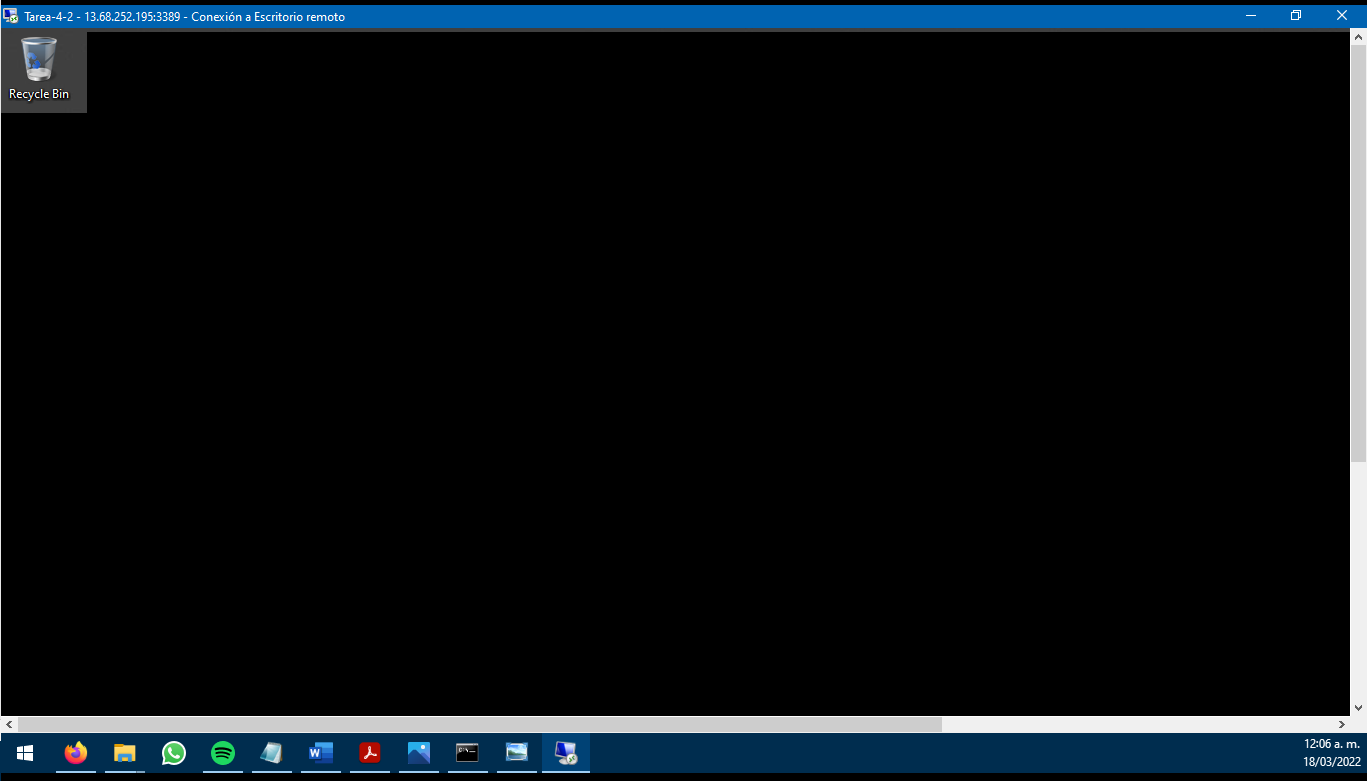 Tarea-4-2 - 13.68.252.195:3389 - Conexión a Escritorio remoto
Recycle Bin
12:06 a. m.
18/03/2022